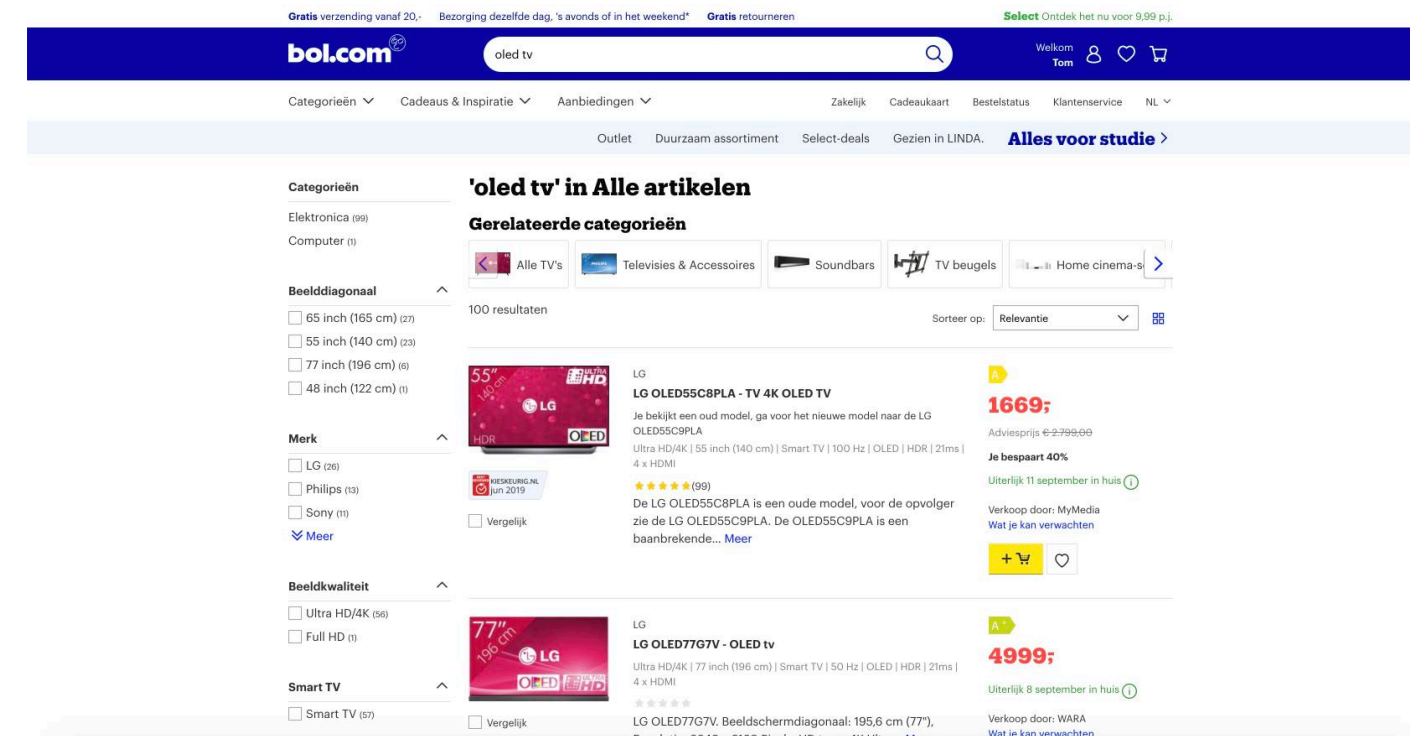 Gratis verzending vanaf 20,- Bezorging dezelfde dag, 's avonds of in het weekend* Gratis retourneren Select Ontdek het nu voor 9,99 p.j.
bol.com
oled tv
Welkom
Tom
Categorieën Cadeaus & Inspiratie Aanbiedingen Zakelijk Cadeaukaart Bestelstatus Klantenservice NL
Outlet Duurzaam assortiment Select-deals Gezien in LINDA. Alles voor studie
Categorieën
Elektronica (99)
Computer (1)
Beelddiagonaal
65 inch (165 cm) (27)
55 inch (140 cm) (23)
77 inch (196 cm) (6)
48 inch (122 cm) (1)
Merk
LG (26)
Philips (13)
Sony (11)
Meer
Beeldkwaliteit
Ultra HD/4K (56)
Full HD (1)
Smart TV
Smart TV (57)
'oled tv' in Alle artikelen
Gerelateerde categorieën
Alle TV's Televisies & Accessoires Soundbars TV beugels Home cinema-s
100 resultaten
Sorteer op: Relevantie
55"
140 cm
ULTRA
HD
LG
HDR
OLED
KIESKEURIG.NL
jun 2019
Vergelijk
LG
LG OLED55C8PLA - TV 4K OLED TV
Je bekijkt een oud model, ga voor het nieuwe model naar de LG
OLED55C9PLA
Ultra HD/4K | 55 inch (140 cm) | Smart TV | 100 Hz | OLED | HDR | 21ms |
4 x HDMI
(99)
De LG OLED55C8PLA is een oude model, voor de opvolger
zie de LG OLED55C9PLA. De OLED55C9PLA is een
baanbrekende... Meer
A
1669,-
Adviesprijs € 2.799,00
Je bespaart 40%
Uiterlijk 11 september in huis
Verkoop door: MyMedia
Wat je kan verwachten
77"
196 cm
LG
OLED
ULTRA
HD
Vergelijk
LG
LG OLED77G7V - OLED tv
Ultra HD/4K | 77 inch (196 cm) | Smart TV | 50 Hz | OLED | HDR | 21ms |
4 x HDMI
LG OLED77G7V. Beeldschermdiagonaal: 195,6 cm (77"),
A+
4999,-
Uiterlijk 8 september in huis
Verkoop door: WARA
Wat je kan verwachten